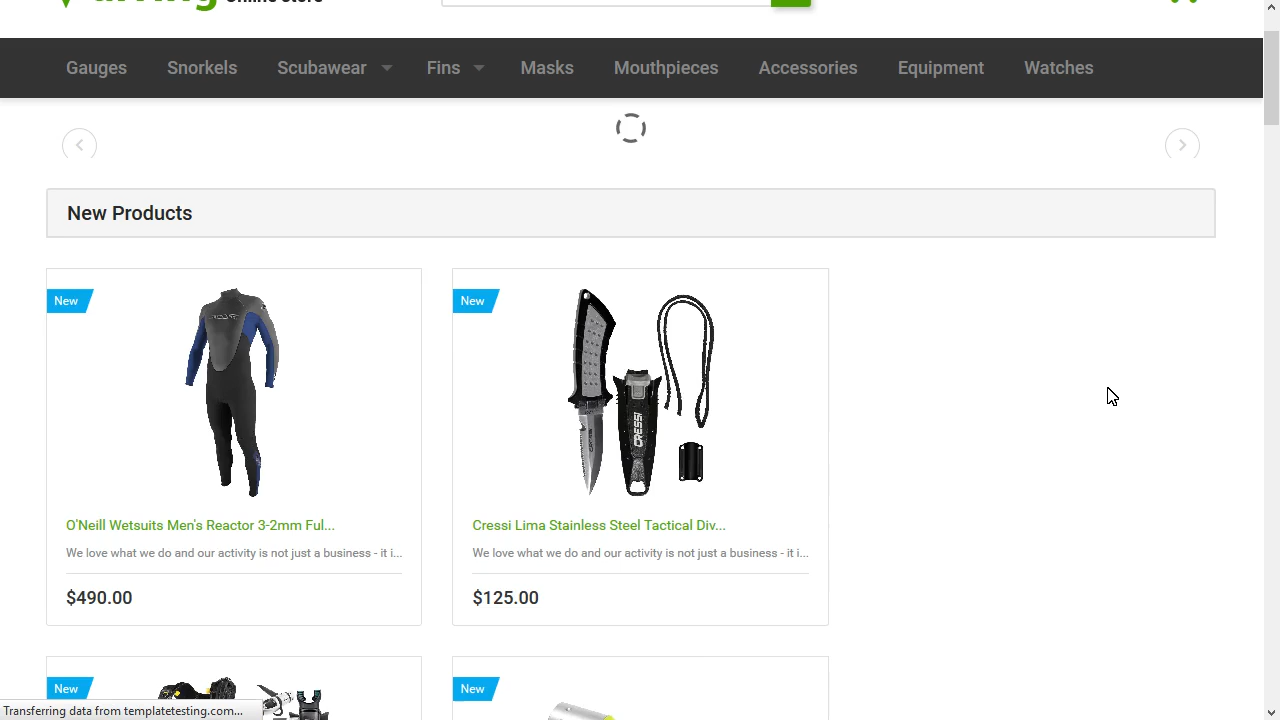 Online store
Gauges Snorkels Scubawear Fins Masks Mouthpieces Accessories Equipment Watches
New Products
New
New
CRESSI
O'Neill Wetsuits Men's Reactor 3-2mm Ful...
Cressi Lima Stainless Steel Tactical Div...
We love what we do and our activity is not just a business - it i...
We love what we do and our activity is not just a business - it i...
$490.00
$125.00
New
New
Transferring data from templatetesting.com...